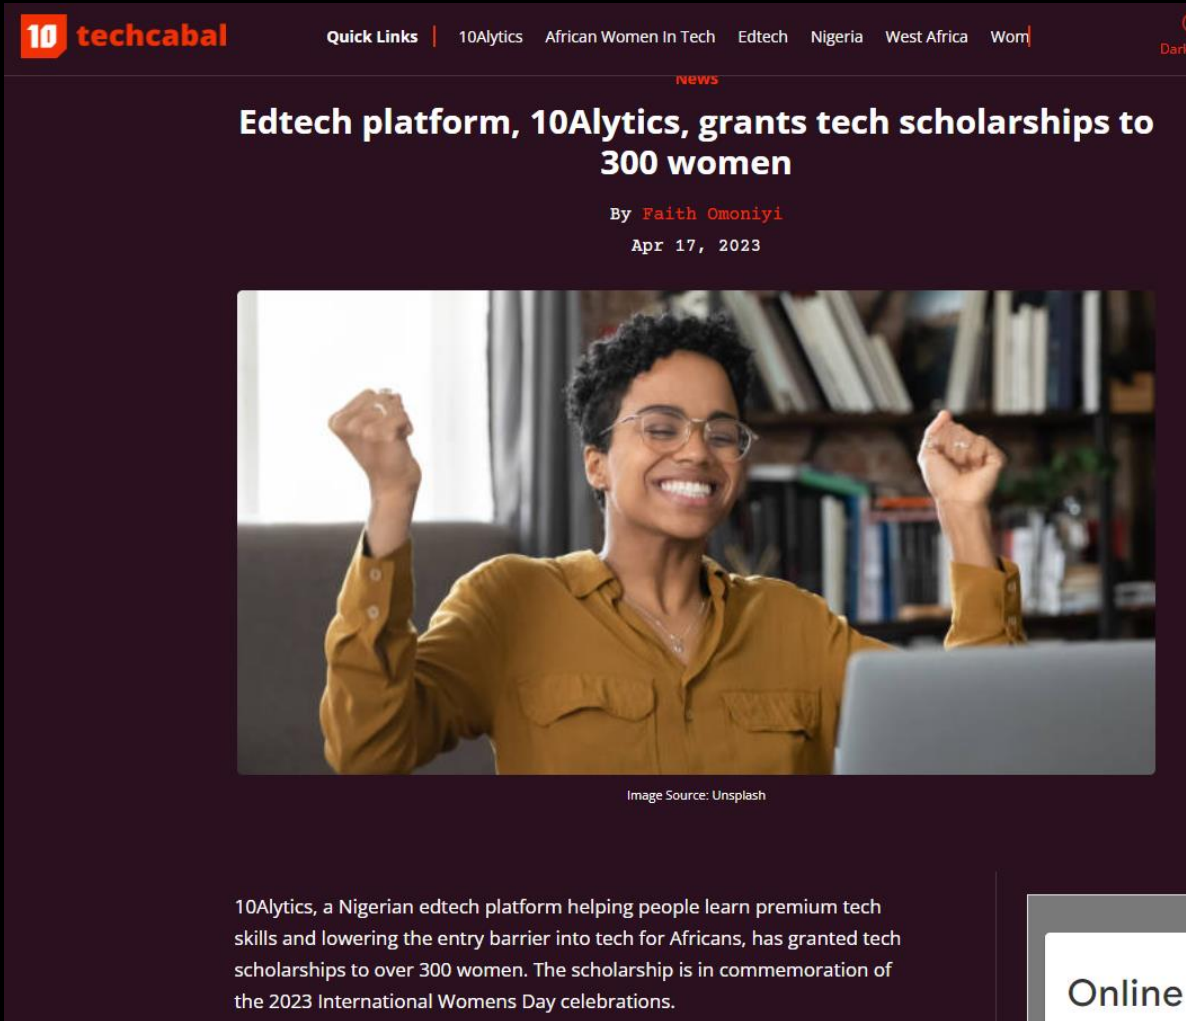 10 techcabal
Quick Links 10Alytics African Women In Tech Edtech Nigeria West Africa Wom
Dark
News
Edtech platform, 10Alytics, grants tech scholarships to
300 women
By Faith Omoniyi
Apr 17, 2023
Image Source: Unsplash
10Alytics, a Nigerian edtech platform helping people learn premium tech
skills and lowering the entry barrier into tech for Africans, has granted tech
scholarships to over 300 women. The scholarship is in commemoration of
the 2023 International Womens Day celebrations.
Online